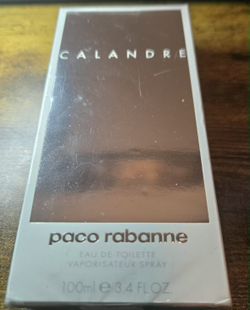 CALANDRE
paco rabanne
EAU DE TOILETTE
VAPORISATEUR SPRAY
100ml ℮ 3.4 FL.OZ.